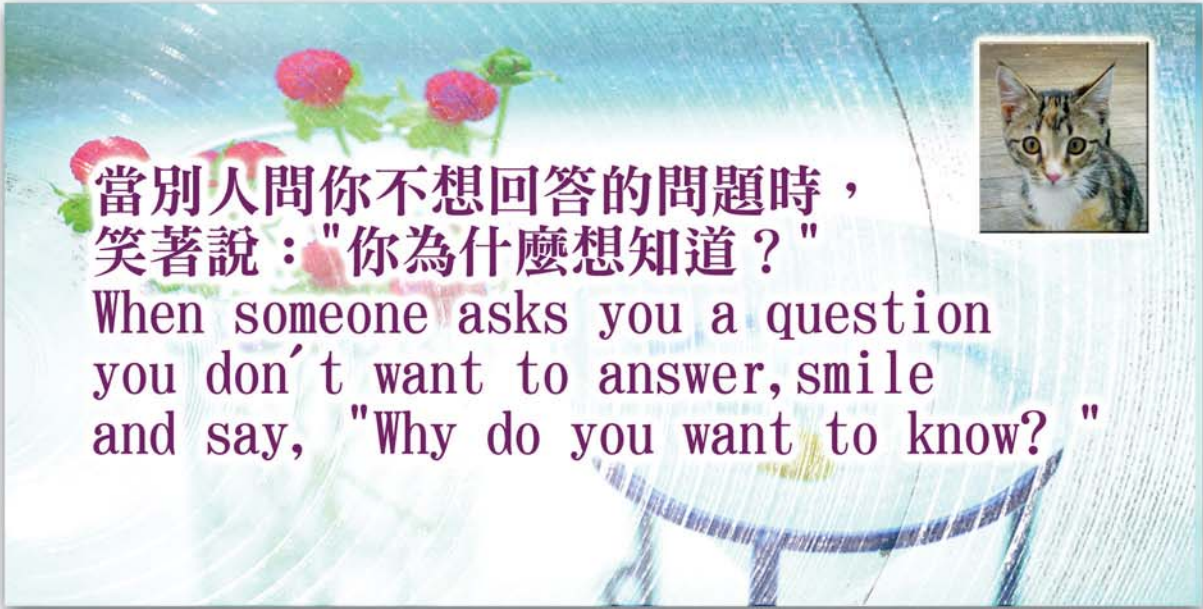 當別人問你不想回答的問題時，
笑著說："你為什麼想知道？"
When someone asks you a question
you don´t want to answer,smile
and say, "Why do you want to know? "